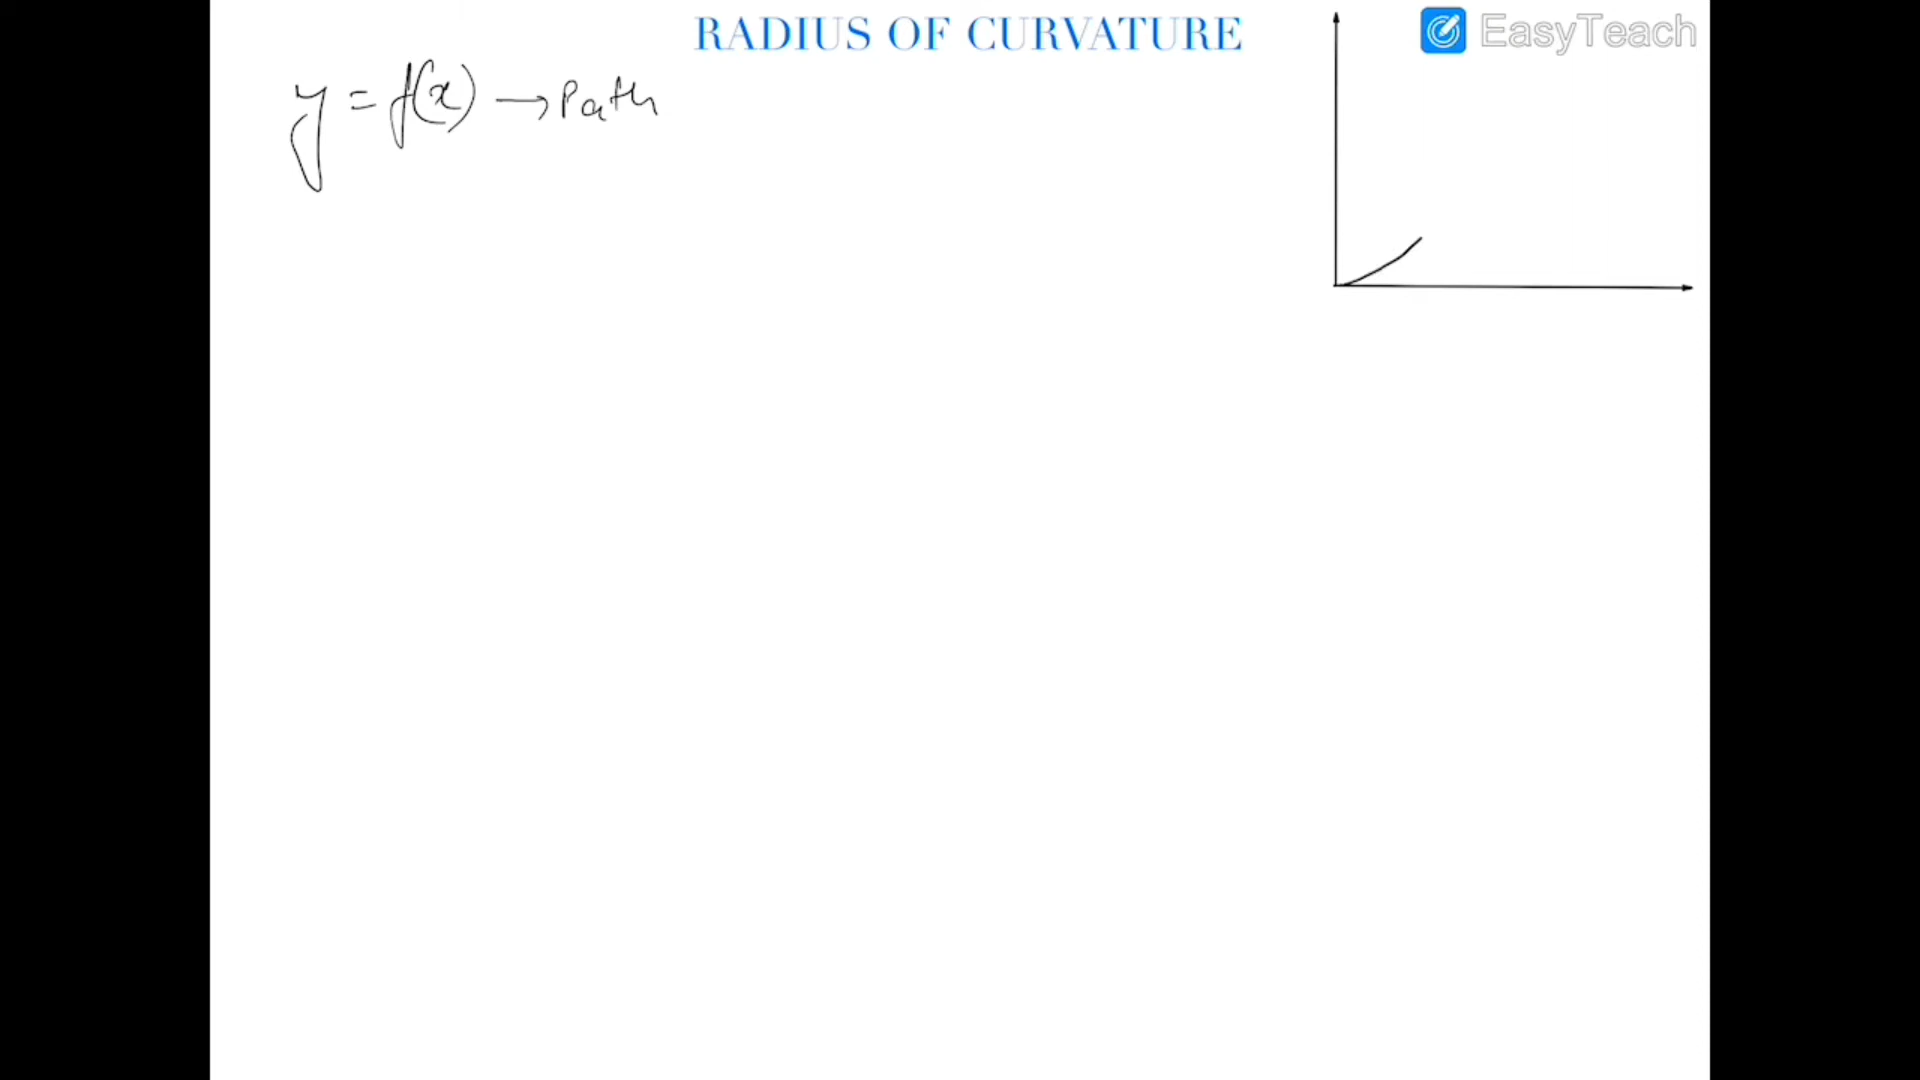 RADIUS OF CURVATURE
EasyTeach
y = f(x) → Path